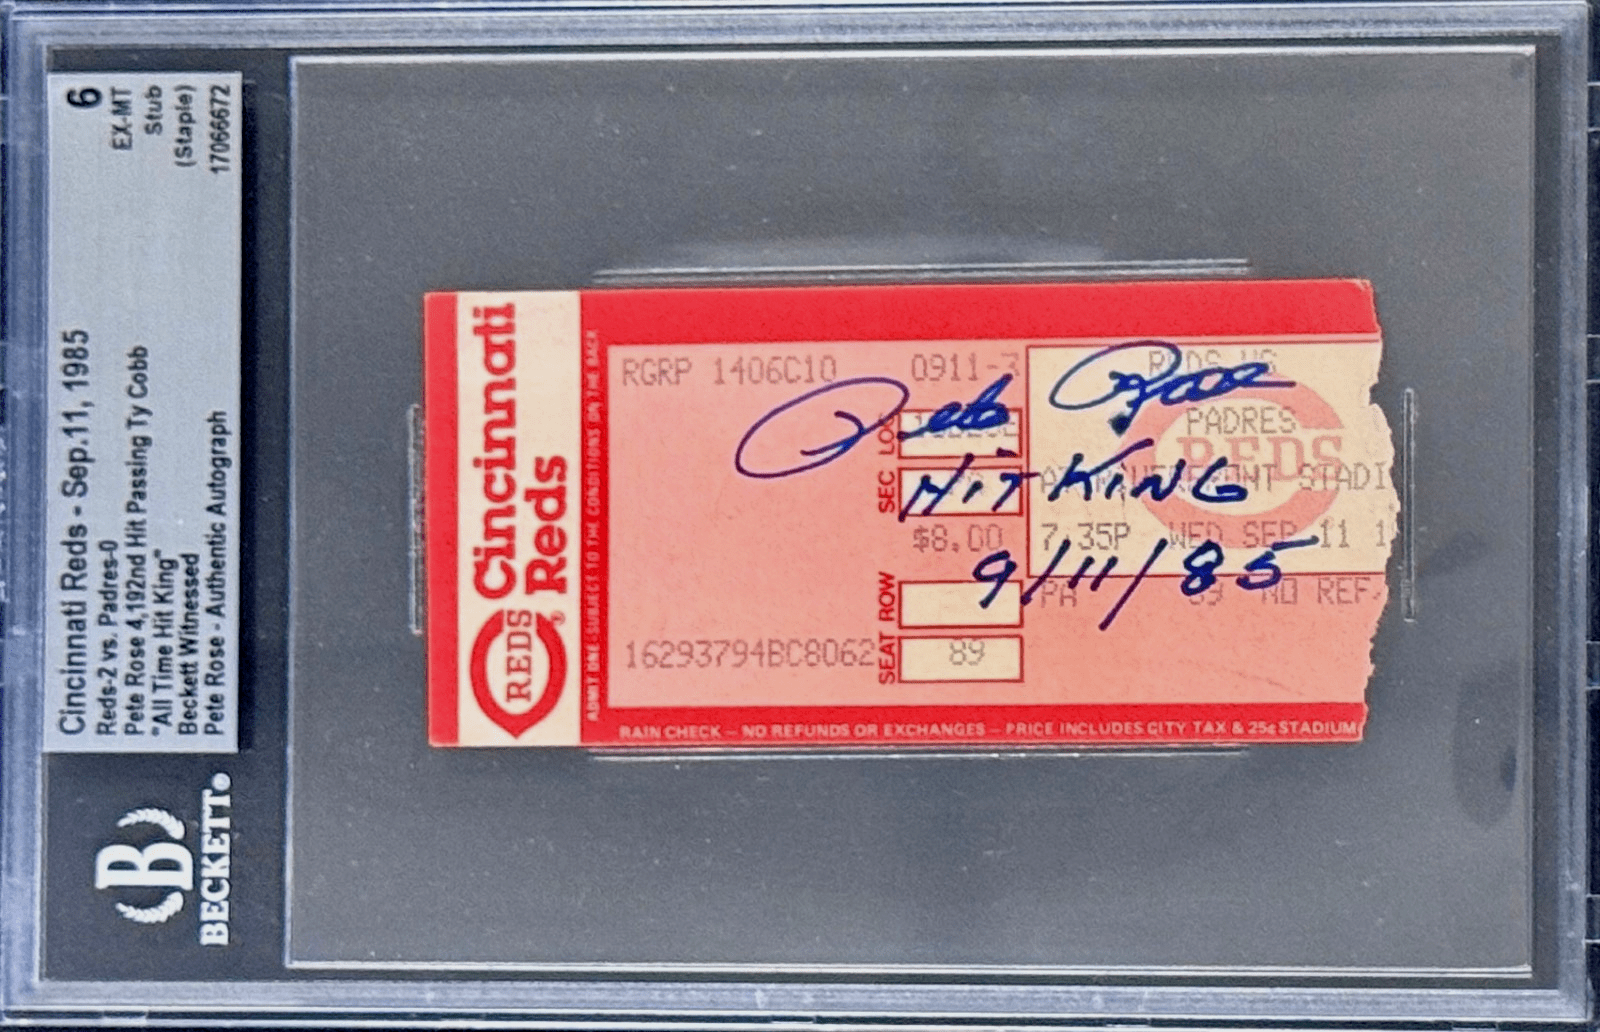 Cincinnati Reds - Sep.11, 1985
Reds-2 vs. Padres-0
Pete Rose 4,192nd Hit Passing Ty Cobb
"All Time Hit King"
Beckett Witnessed
Pete Rose - Authentic Autograph
6
EX-MT
Stub
(Staple)
17066672
B
BECKETT®
Cincinnati
Reds®
REDS
ADMIT ONE-SUBJECT TO THE CONDITIONS ON THE BACK
RGRP 1406C10
0911-7
REDS VS
PADRES
REDS
Pete Rose
Hit King
9/11/85
SEC
STADI
$8.00
7.35P WED SEP 11 1
ROW
NO REF
16293794BC8062
SEAT
89
RAIN CHECK — NO REFUNDS OR EXCHANGES — PRICE INCLUDES CITY TAX & 25¢ STADIUM